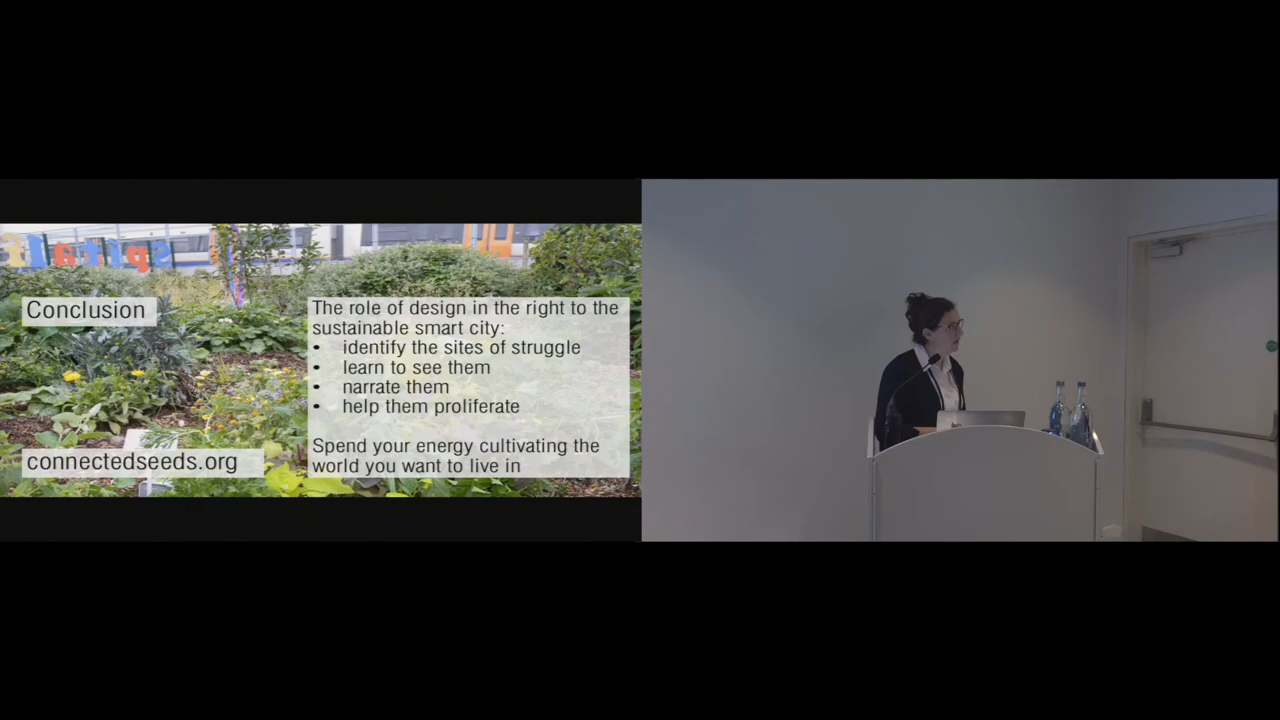 spitalf
Conclusion
The role of design in the right to the
sustainable smart city:
• identify the sites of struggle
• learn to see them
• narrate them
• help them proliferate
Spend your energy cultivating the
world you want to live in
connectedseeds.org